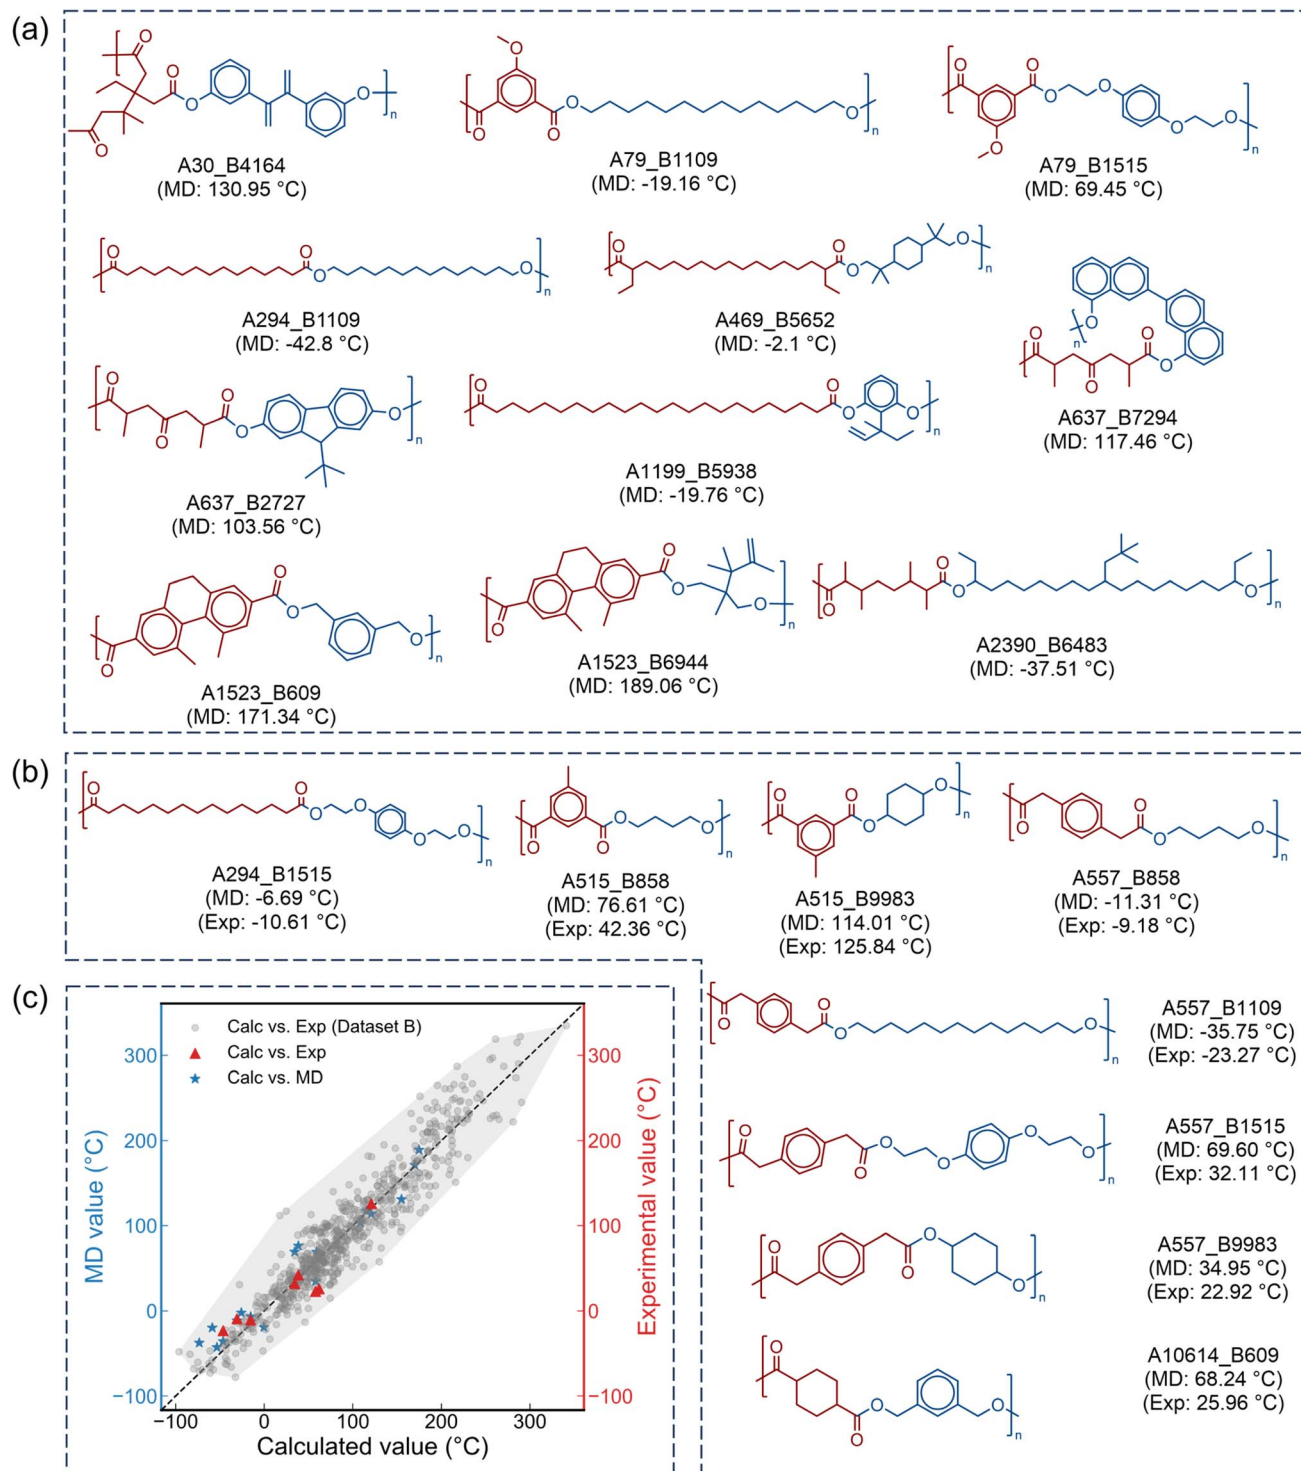 (a)
A30_B4164
(MD: 130.95 °C)
A79_B1109
(MD: -19.16 °C)
A79_B1515
(MD: 69.45 °C)
A294_B1109
(MD: -42.8 °C)
A469_B5652
(MD: -2.1 °C)
A637_B7294
(MD: 117.46 °C)
A637_B2727
(MD: 103.56 °C)
A1199_B5938
(MD: -19.76 °C)
A1523_B609
(MD: 171.34 °C)
A1523_B6944
(MD: 189.06 °C)
A2390_B6483
(MD: -37.51 °C)
(b)
A294_B1515
(MD: -6.69 °C)
(Exp: -10.61 °C)
A515_B858
(MD: 76.61 °C)
(Exp: 42.36 °C)
A515_B9983
(MD: 114.01 °C)
(Exp: 125.84 °C)
A557_B858
(MD: -11.31 °C)
(Exp: -9.18 °C)
A557_B1109
(MD: -35.75 °C)
(Exp: -23.27 °C)
A557_B1515
(MD: 69.60 °C)
(Exp: 32.11 °C)
A557_B9983
(MD: 34.95 °C)
(Exp: 22.92 °C)
A10614_B609
(MD: 68.24 °C)
(Exp: 25.96 °C)
(c)
Calc vs. Exp (Dataset B)
Calc vs. Exp
Calc vs. MD
MD value (°C)
300
200
100
0
−100
Experimental value (°C)
300
200
100
0
−100
−100 0 100 200 300
Calculated value (°C)